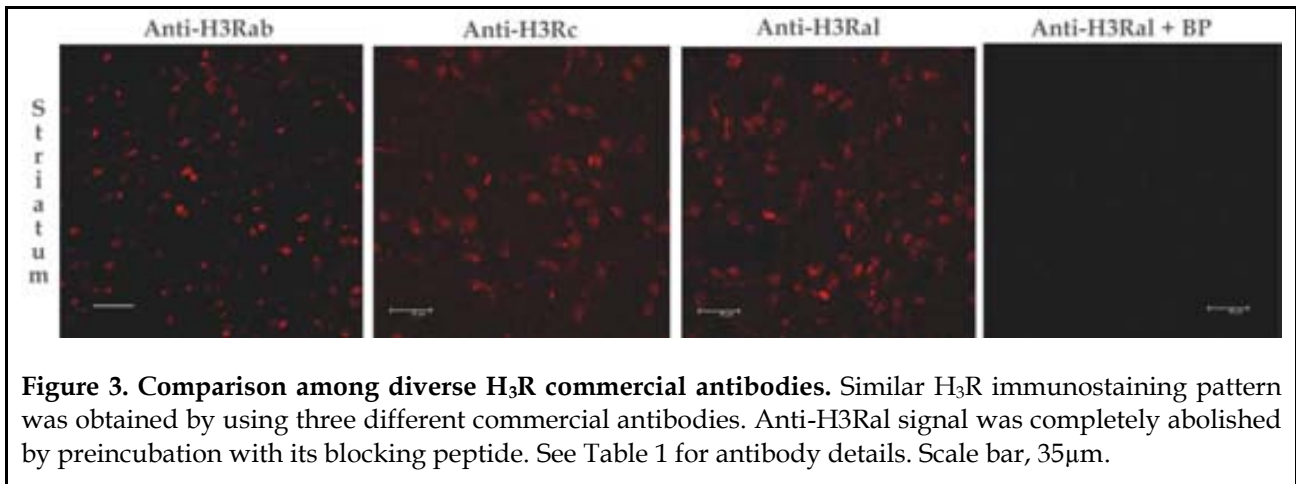 Anti-H3Rab Anti-H3Rc Anti-H3Ral Anti-H3Ral + BP
Striatum
Figure 3. Comparison among diverse H₃R commercial antibodies. Similar H₃R immunostaining pattern
was obtained by using three different commercial antibodies. Anti-H3Ral signal was completely abolished
by preincubation with its blocking peptide. See Table 1 for antibody details. Scale bar, 35µm.